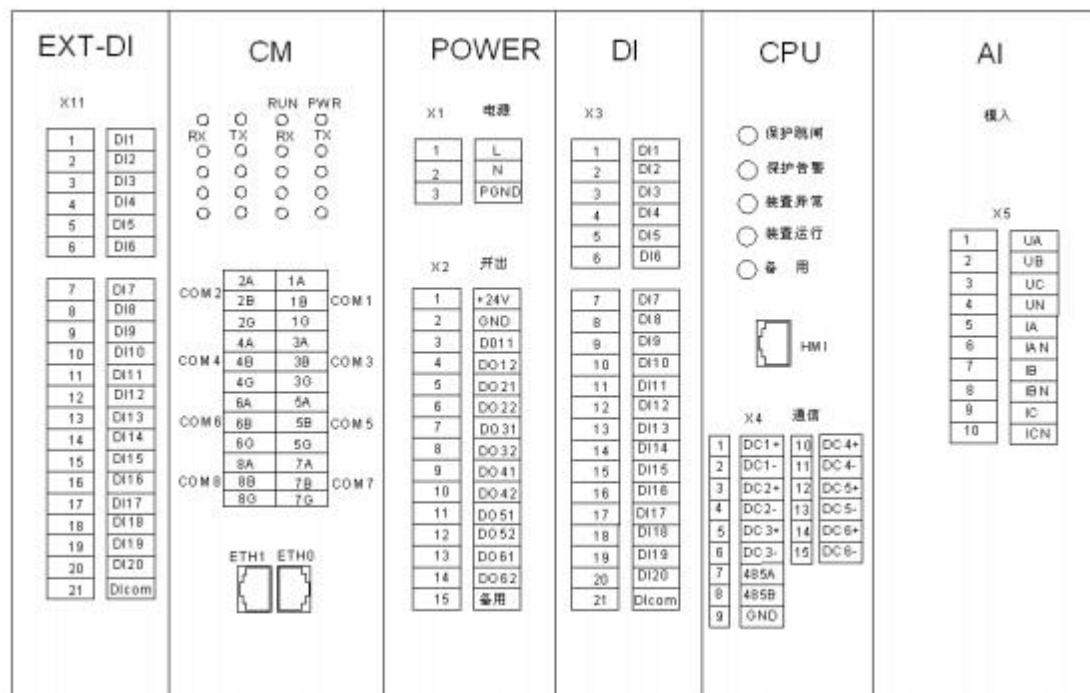 EXT-DI
X11
1 DI1
2 DI2
3 DI3
4 DI4
5 DI5
6 DI6
7 DI7
8 DI8
9 DI9
10 DI10
11 DI11
12 DI12
13 DI13
14 DI14
15 DI15
16 DI16
17 DI17
18 DI18
19 DI19
20 DI20
21 DIcom
CM
RUN PWR
RX TX RX TX
2A 1A
COM2 2B 1B COM1
2G 1G
4A 3A
COM4 4B 3B COM3
4G 3G
6A 5A
COM6 6B 5B COM5
6G 5G
8A 7A
COM8 8B 7B COM7
8G 7G
ETH1 ETH0
POWER
X1 电源
1 L
2 N
3 PGND
X2 开出
1 +24V
2 GND
3 DO11
4 DO12
5 DO21
6 DO22
7 DO31
8 DO32
9 DO41
10 DO42
11 DO51
12 DO52
13 DO61
14 DO62
15 备用
DI
X3
1 DI1
2 DI2
3 DI3
4 DI4
5 DI5
6 DI6
7 DI7
8 DI8
9 DI9
10 DI10
11 DI11
12 DI12
13 DI13
14 DI14
15 DI15
16 DI16
17 DI17
18 DI18
19 DI19
20 DI20
21 DIcom
CPU
保护跳闸
保护告警
装置异常
装置运行
备 用
HMI
X4 通信
1 DC1+ 10 DC4+
2 DC1- 11 DC4-
3 DC2+ 12 DC5+
4 DC2- 13 DC5-
5 DC3+ 14 DC6+
6 DC3- 15 DC6-
7 485A
8 485B
9 GND
AI
模入
X5
1 UA
2 UB
3 UC
4 UN
5 IA
6 IAN
7 IB
8 IBN
9 IC
10 ICN